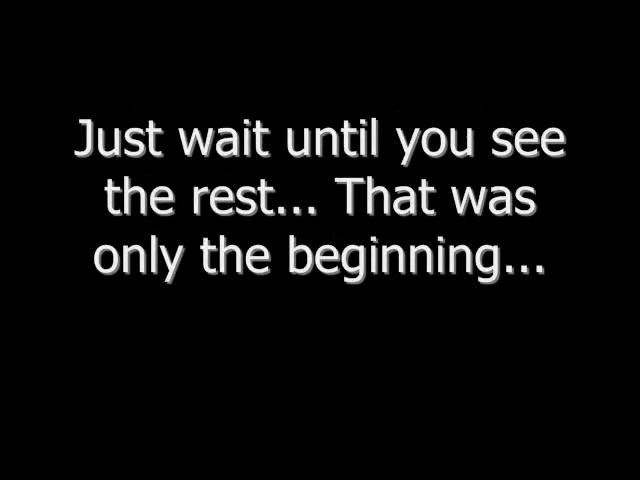 Just wait until you see
the rest... That was
only the beginning...